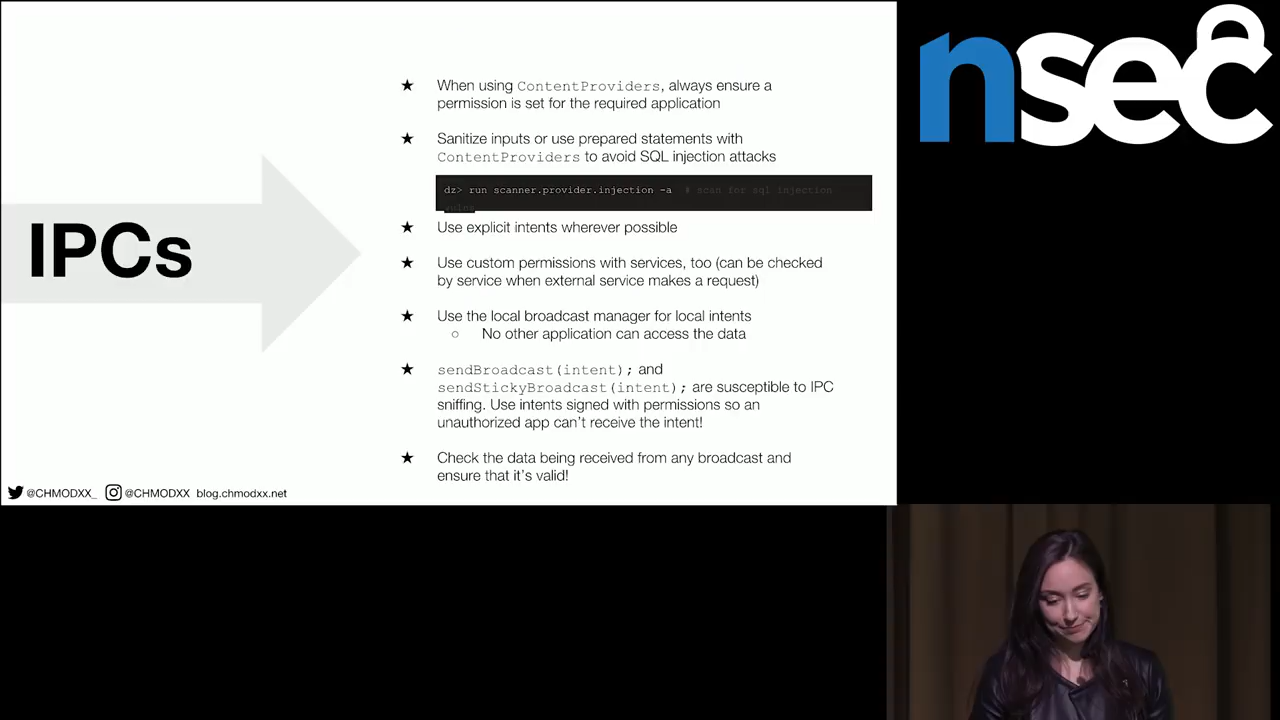 nsec
★ When using ContentProviders, always ensure a
permission is set for the required application
★ Sanitize inputs or use prepared statements with
ContentProviders to avoid SQL injection attacks
dz> run scanner.provider.injection -a # scan for sql injection
vulns
IPCs
★ Use explicit intents wherever possible
★ Use custom permissions with services, too (can be checked
by service when external service makes a request)
★ Use the local broadcast manager for local intents
○ No other application can access the data
★ sendBroadcast(intent); and
sendStickyBroadcast(intent); are susceptible to IPC
sniffing. Use intents signed with permissions so an
unauthorized app can't receive the intent!
★ Check the data being received from any broadcast and
ensure that it's valid!
@CHMODXX_ @CHMODXX blog.chmodxx.net